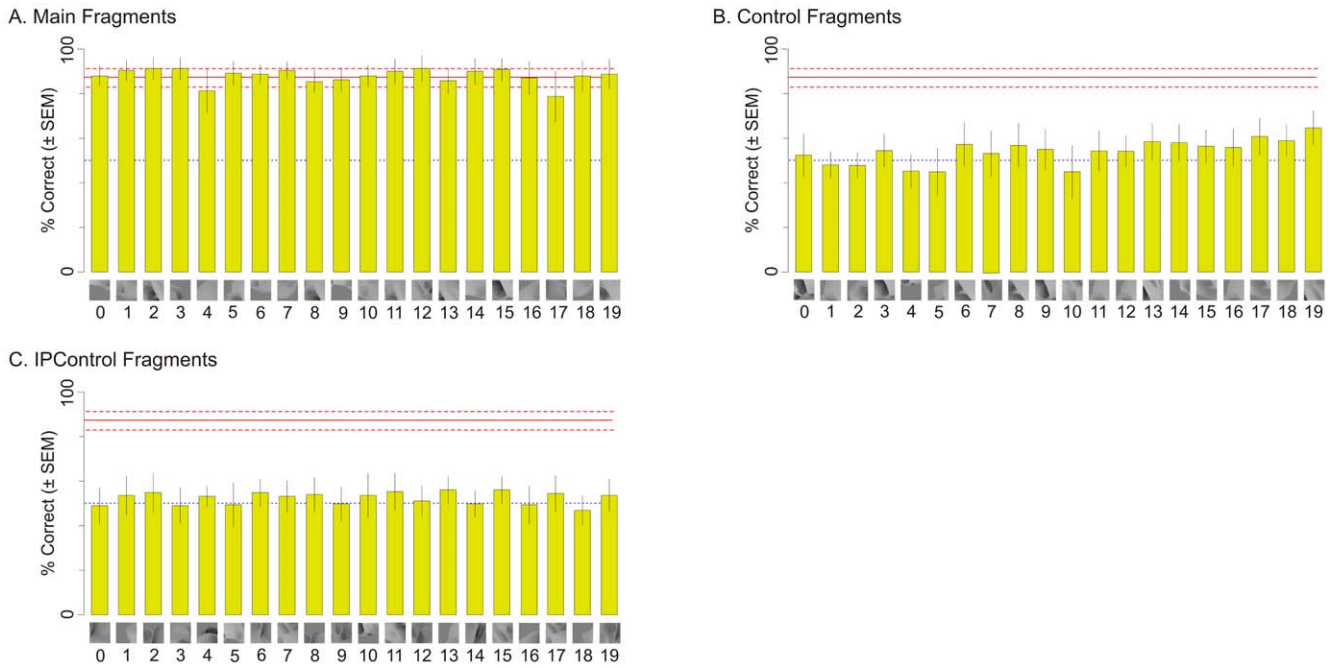 A. Main Fragments
100
% Correct (± SEM)
0
0 1 2 3 4 5 6 7 8 9 10 11 12 13 14 15 16 17 18 19
B. Control Fragments
100
% Correct (± SEM)
0
0 1 2 3 4 5 6 7 8 9 10 11 12 13 14 15 16 17 18 19
C. IPControl Fragments
100
% Correct (± SEM)
0
0 1 2 3 4 5 6 7 8 9 10 11 12 13 14 15 16 17 18 19